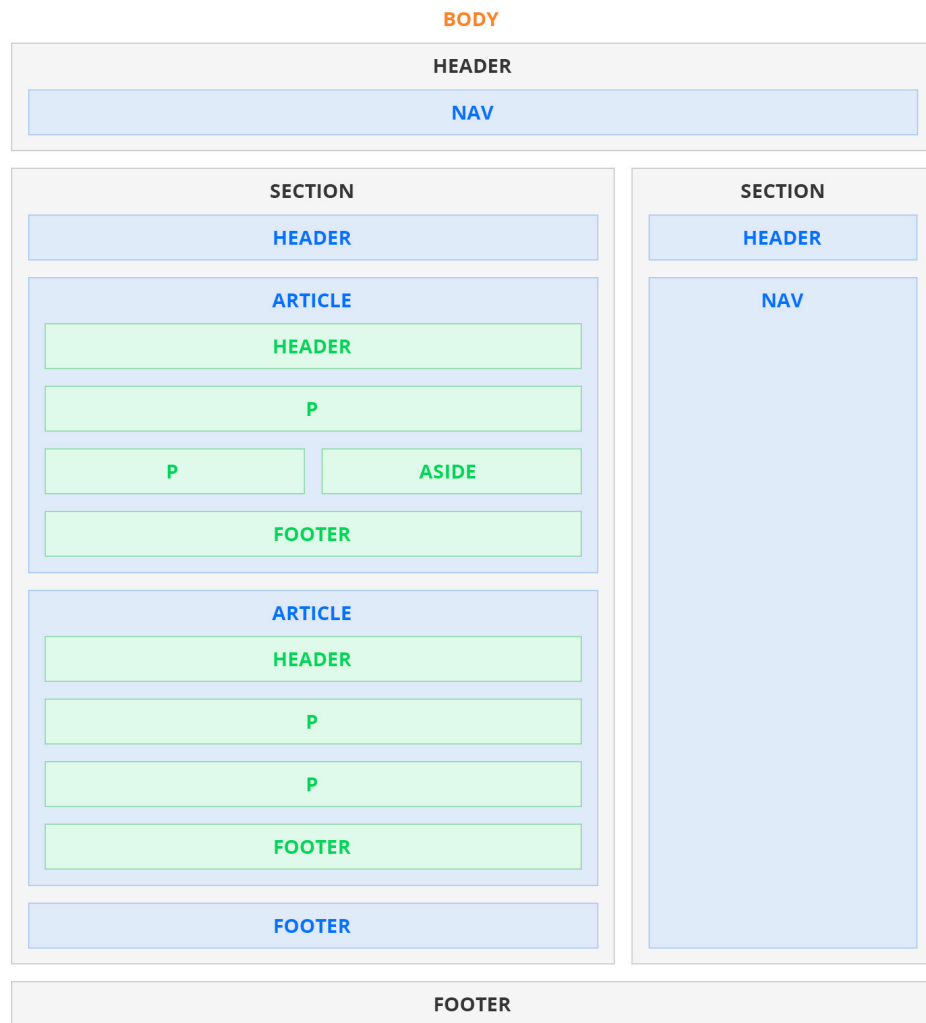 BODY
HEADER
NAV
SECTION
HEADER
ARTICLE
HEADER
P
P
ASIDE
FOOTER
ARTICLE
HEADER
P
P
FOOTER
FOOTER
SECTION
HEADER
NAV
FOOTER